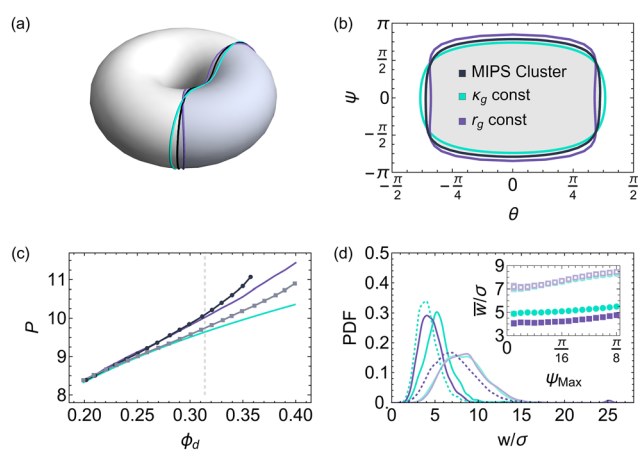 (a)
(b)
π
π/2
0
-π/2
-π
ψ
MIPS Cluster
κg const
rg const
-π/2
-π/4
0
π/4
π/2
θ
(c)
11
10
9
8
P
0.20
0.25
0.30
0.35
0.40
ϕd
(d)
0.5
0.4
0.3
0.2
0.1
0.
PDF
0
5
10
15
20
25
w/σ
9
7
5
3
w̅/σ
0
π/16
π/8
ψMax